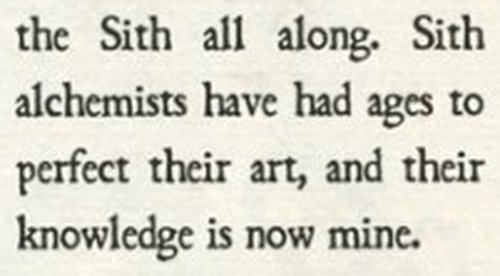 the Sith all along. Sith
alchemists have had ages to
perfect their art, and their
knowledge is now mine.